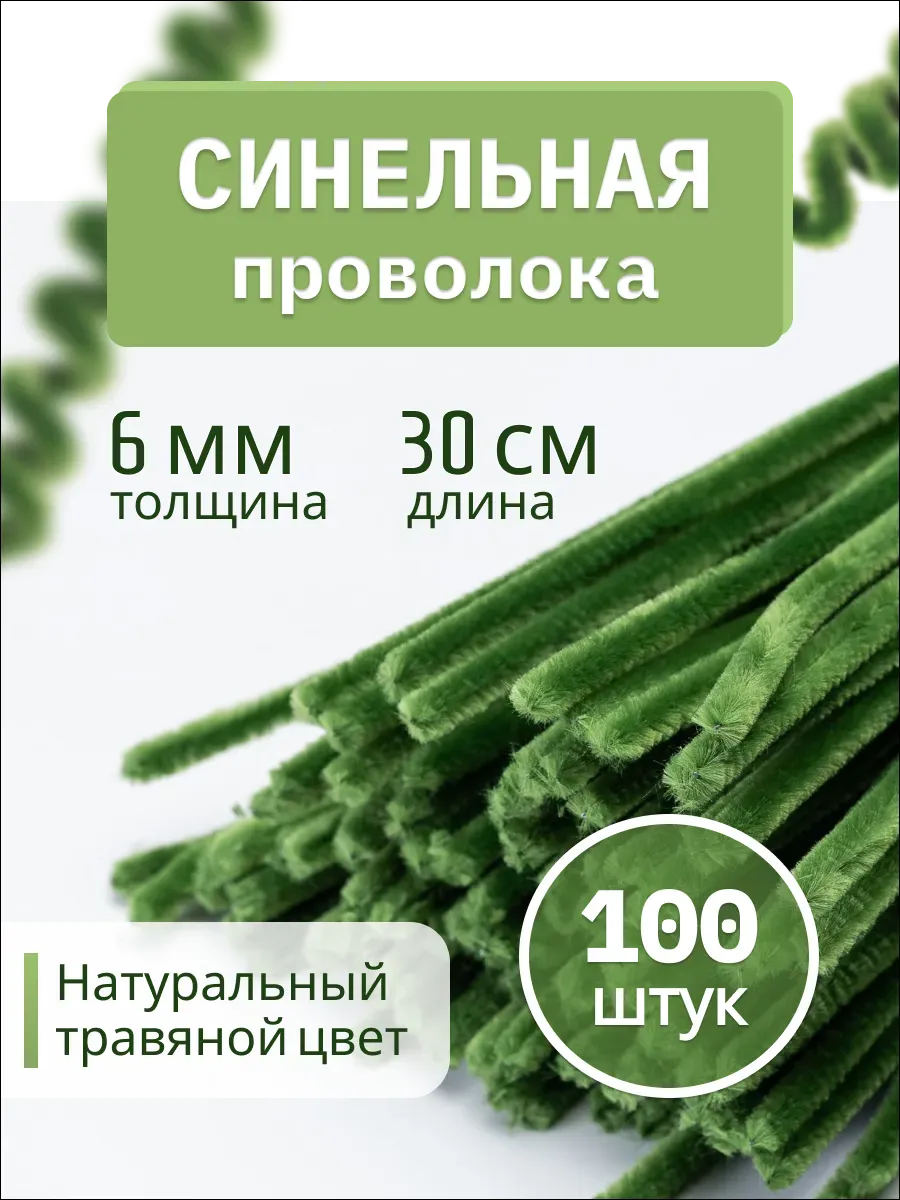 СИНЕЛЬНАЯ
проволока
6 мм 30 см
толщина длина
100
штук
Натуральный
травяной цвет